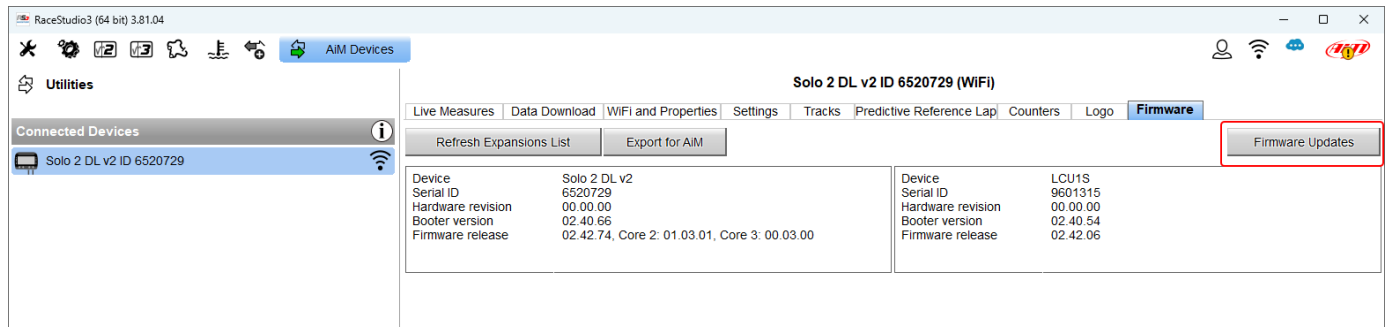 RaceStudio3 (64 bit) 3.81.04
AiM Devices
Utilities
Solo 2 DL v2 ID 6520729 (WiFi)
Live Measures Data Download WiFi and Properties Settings Tracks Predictive Reference Lap Counters Logo Firmware
Connected Devices
Refresh Expansions List Export for AiM Firmware Updates
Solo 2 DL v2 ID 6520729
Device Solo 2 DL v2
Serial ID 6520729
Hardware revision 00.00.00
Booter version 02.40.66
Firmware release 02.42.74, Core 2: 01.03.01, Core 3: 00.03.00
Device LCU1S
Serial ID 9601315
Hardware revision 00.00.00
Booter version 02.40.54
Firmware release 02.42.06